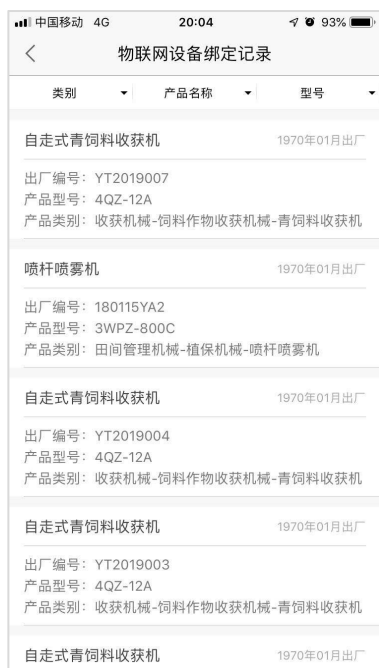 中国移动 4G 20:04 93%
物联网设备绑定记录
类别 产品名称 型号
自走式青饲料收获机 1970年01月出厂
出厂编号：YT2019007
产品型号：4QZ-12A
产品类别：收获机械-饲料作物收获机械-青饲料收获机
喷杆喷雾机 1970年01月出厂
出厂编号：180115YA2
产品型号：3WPZ-800C
产品类别：田间管理机械-植保机械-喷杆喷雾机
自走式青饲料收获机 1970年01月出厂
出厂编号：YT2019004
产品型号：4QZ-12A
产品类别：收获机械-饲料作物收获机械-青饲料收获机
自走式青饲料收获机 1970年01月出厂
出厂编号：YT2019003
产品型号：4QZ-12A
产品类别：收获机械-饲料作物收获机械-青饲料收获机
自走式青饲料收获机 1970年01月出厂